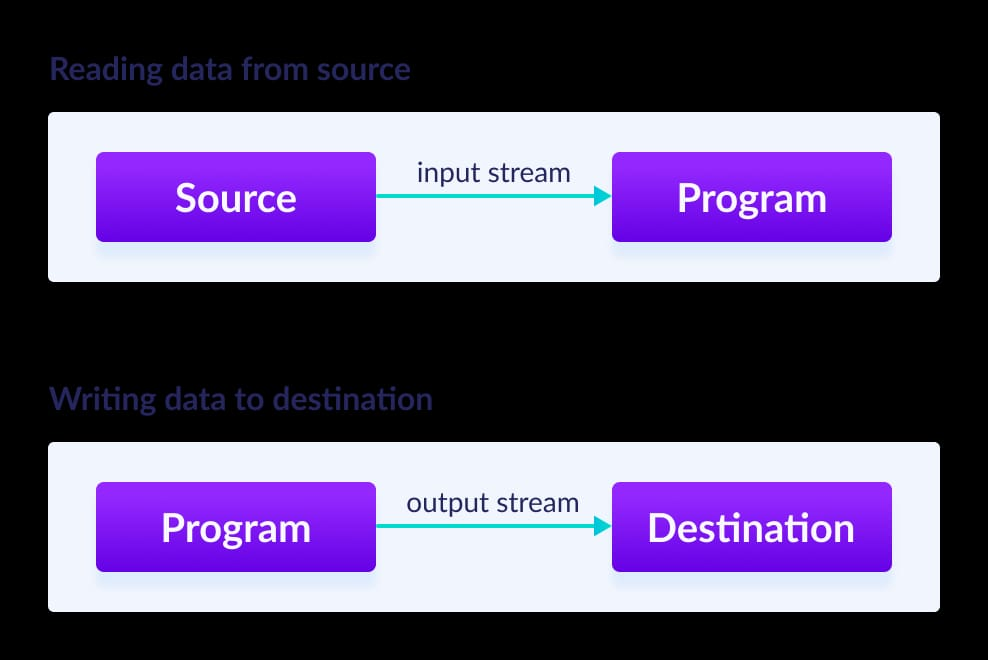 Reading data from source
input stream
Source
Program
Writing data to destination
output stream
Program
Destination